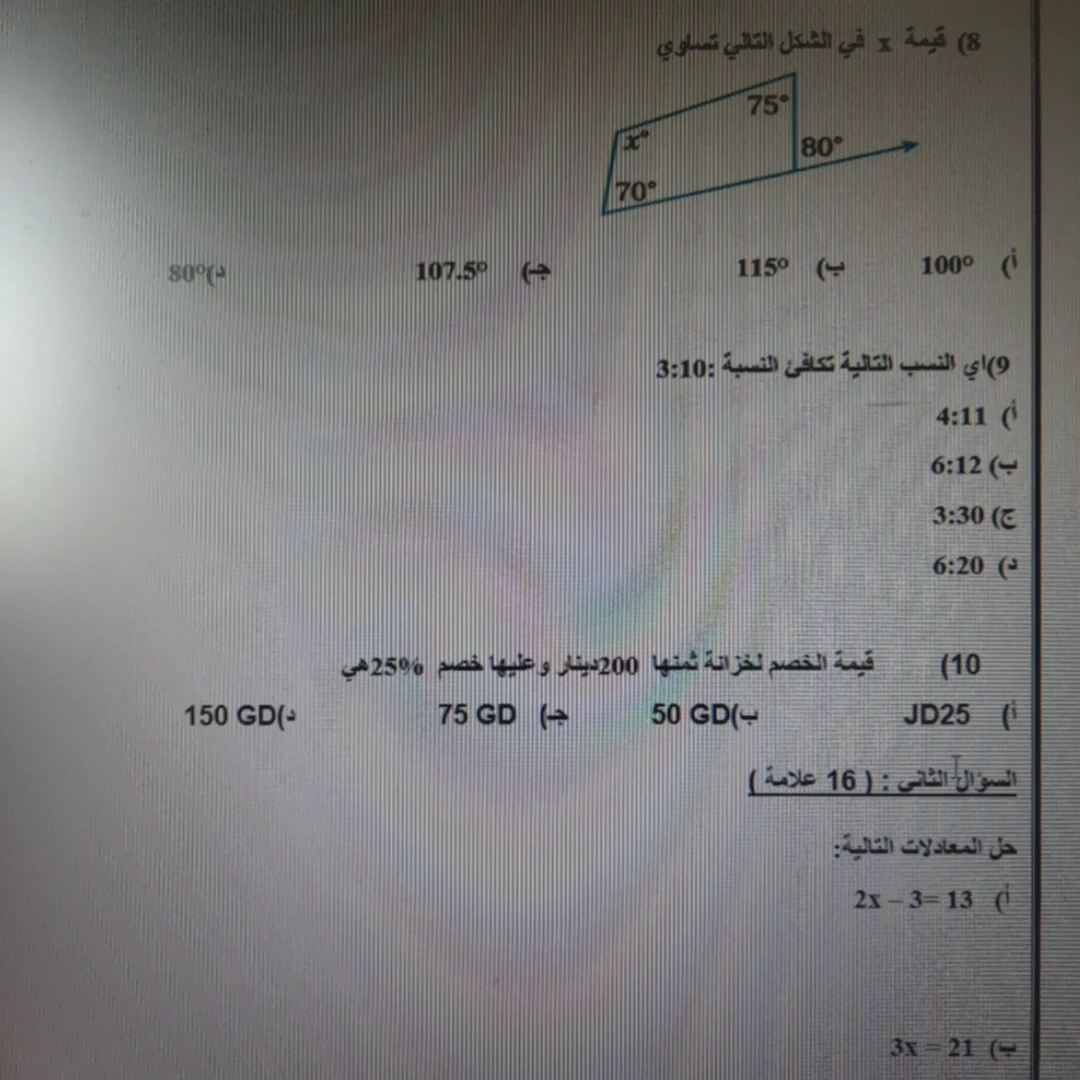 8) قيمة x في الشكل التالي تساوي
75°
x°
80°
70°
أ) 100° ب) 115° جـ) 107.5° د)80°
9)اي النسب التالية تكافئ النسبة :3:10
أ) 4:11
ب) 6:12
ج) 3:30
د) 6:20
10) قيمة الخصم لخزانة ثمنها 200دينار وعليها خصم 25%هي
أ) JD25 ب)50 GD جـ) 75 GD د)150 GD
السؤال الثاني : ( 16 علامة )
حل المعادلات التالية:
أ) 2x – 3= 13
ب) 3x = 21